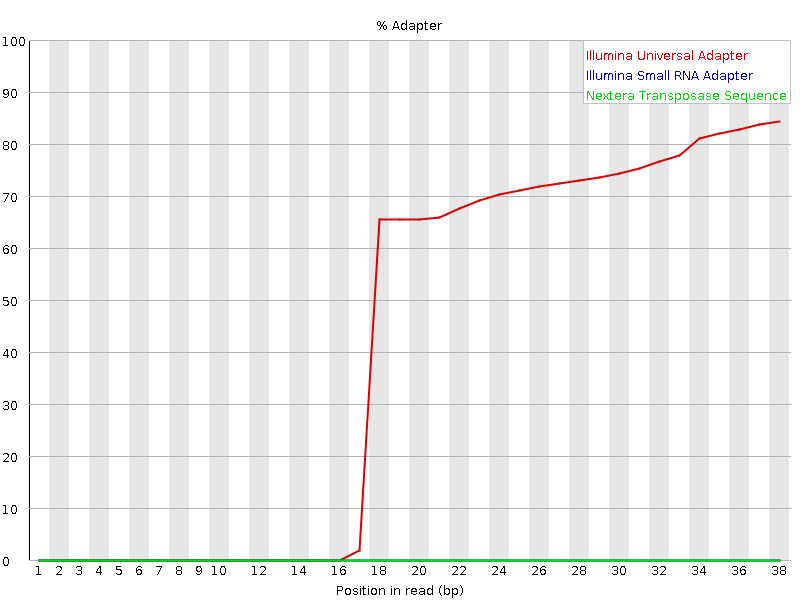 % Adapter
Illumina Universal Adapter
Illumina Small RNA Adapter
Nextera Transposase Sequence
100
90
80
70
60
50
40
30
20
10
0
1 2 3 4 5 6 7 8 9 10 12 14 16 18 20 22 24 26 28 30 32 34 36 38
Position in read (bp)